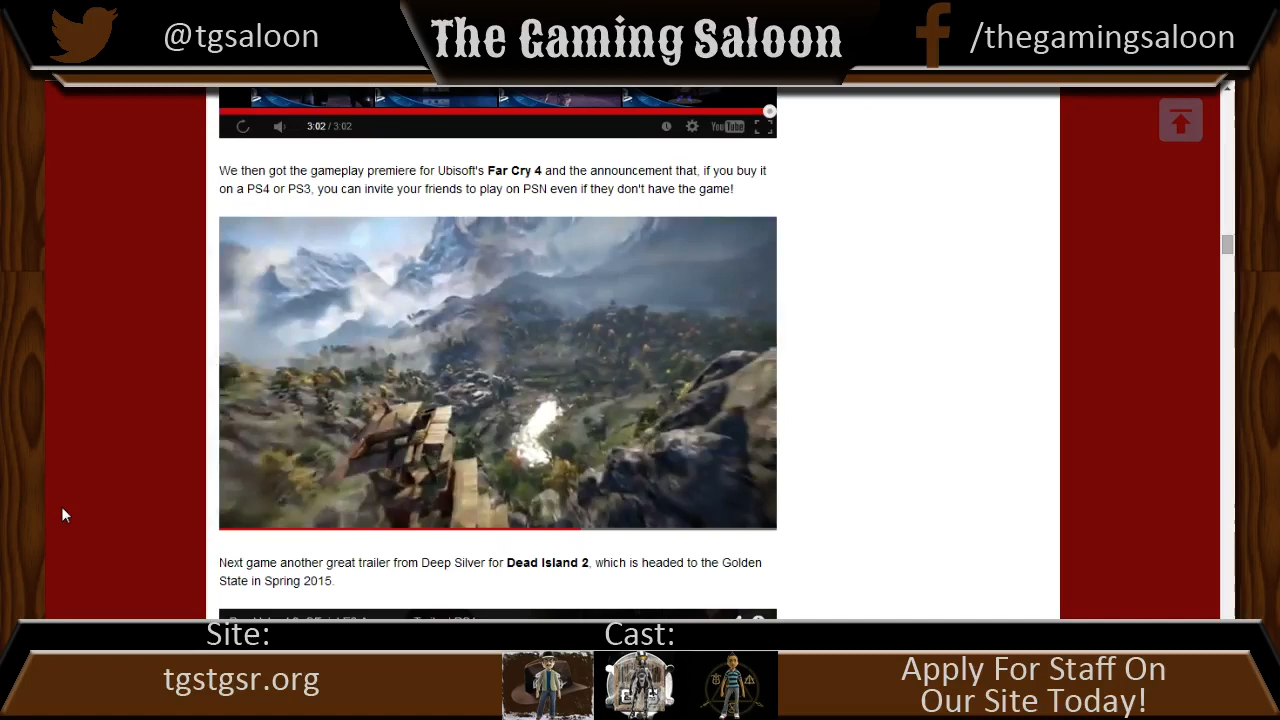 @tgsaloon
The Gaming Saloon
/thegamingsaloon
3:02 / 3:02
YouTube
We then got the gameplay premiere for Ubisoft's Far Cry 4 and the announcement that, if you buy it
on a PS4 or PS3, you can invite your friends to play on PSN even if they don't have the game!
Next game another great trailer from Deep Silver for Dead Island 2, which is headed to the Golden
State in Spring 2015.
Site:
Cast:
tgstgsr.org
Apply For Staff On
Our Site Today!